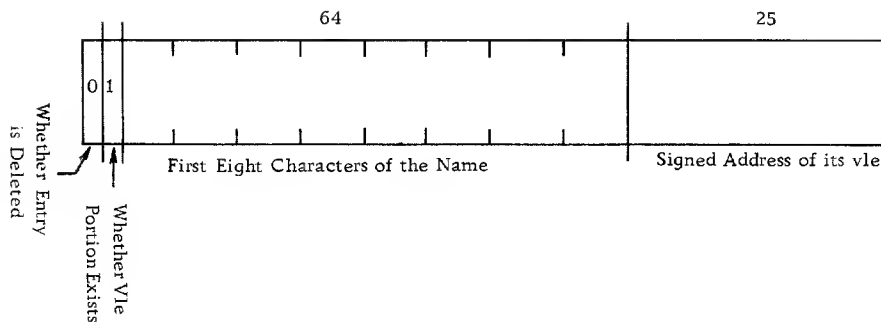 64
25
0 1
First Eight Characters of the Name
Signed Address of its vle
Whether Entry
is Deleted
Whether Vle
Portion Exists